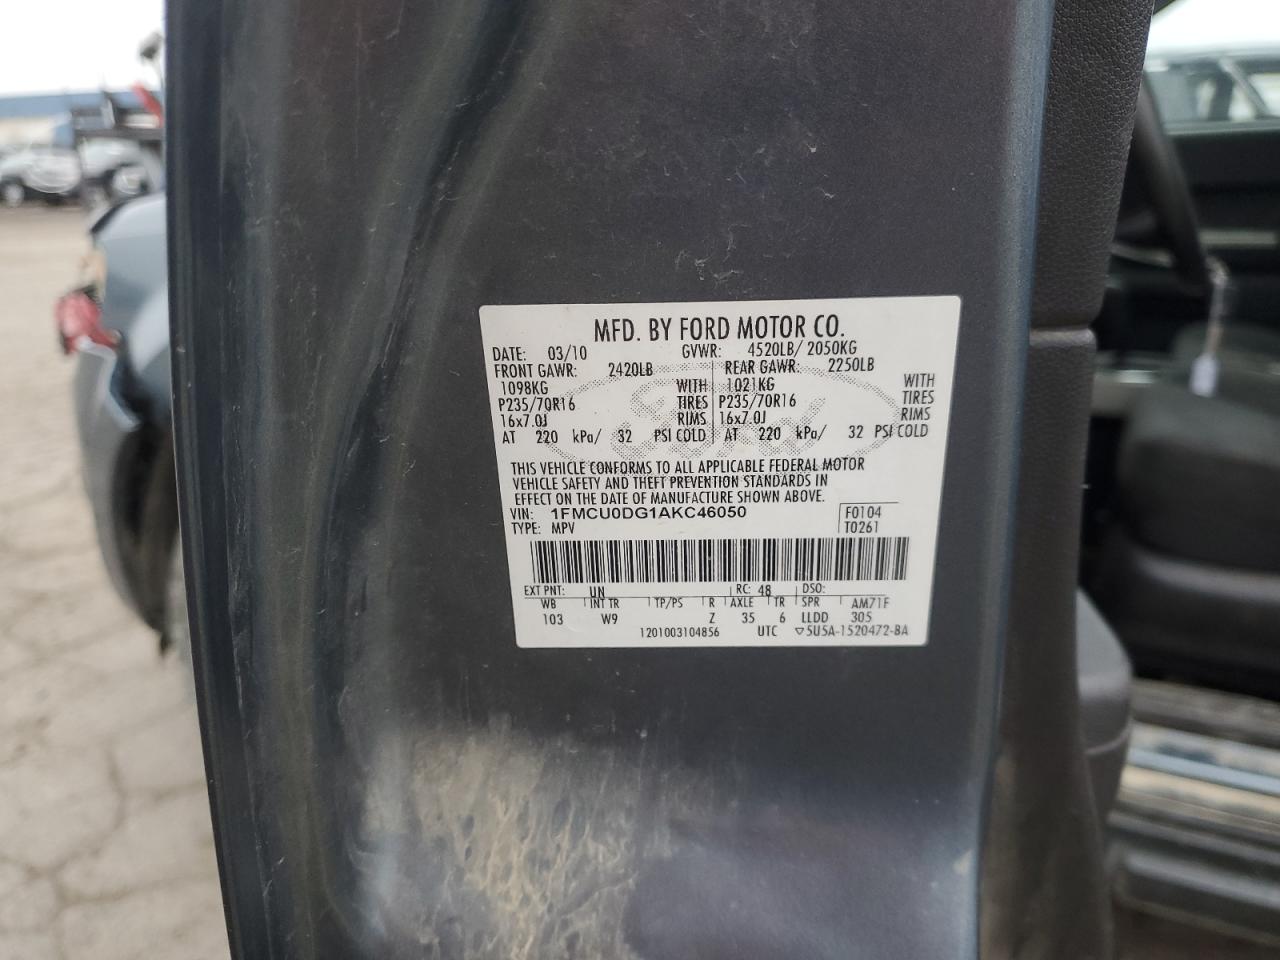 MFD. BY FORD MOTOR CO.
DATE: 03/10 GVWR: 4520LB/ 2050KG
FRONT GAWR: 2420LB REAR GAWR: 2250LB
1098KG WITH 1021KG WITH
P235/70R16 TIRES P235/70R16 TIRES
16x7.0J RIMS 16x7.0J RIMS
AT 220 kPa/ 32 PSI COLD AT 220 kPa/ 32 PSI COLD
Ford
THIS VEHICLE CONFORMS TO ALL APPLICABLE FEDERAL MOTOR
VEHICLE SAFETY AND THEFT PREVENTION STANDARDS IN
EFFECT ON THE DATE OF MANUFACTURE SHOWN ABOVE.
VIN: 1FMCU0DG1AKC46050 F0104
TYPE: MPV T0261
EXT PNT: UN RC: 48 DSO:
WB INT TR TP/PS R AXLE TR SPR AM71F
103 W9 Z 35 6 LLDD 305
1201003104856 UTC ▽5U5A-1520472-BA